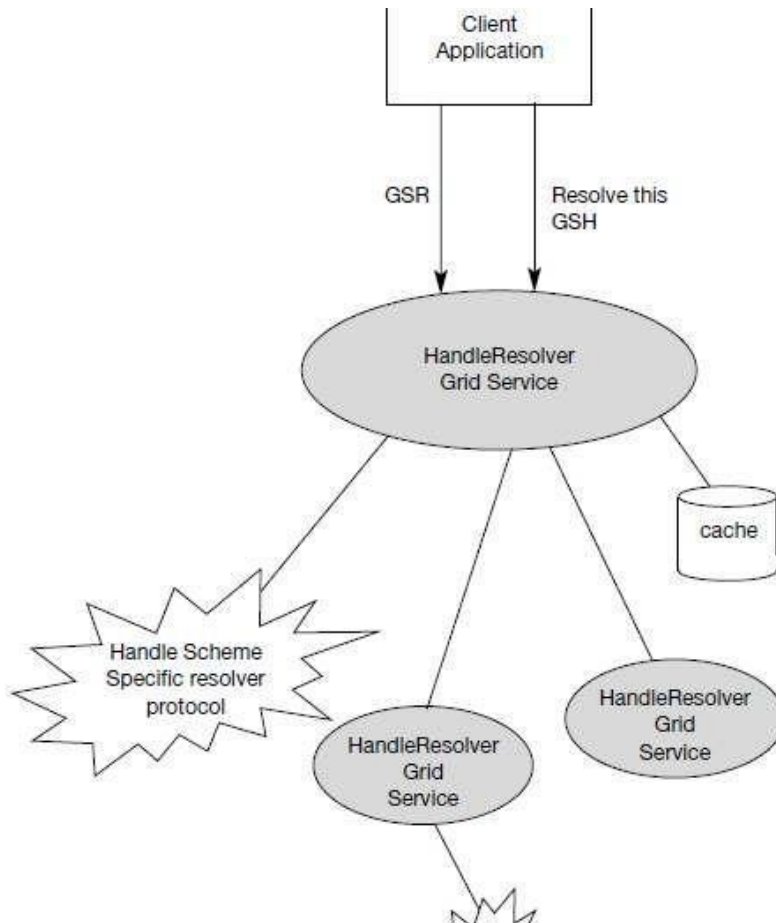 Client
Application
GSR
Resolve this
GSH
HandleResolver
Grid Service
cache
Handle Scheme
Specific resolver
protocol
HandleResolver
Grid
Service
HandleResolver
Grid
Service